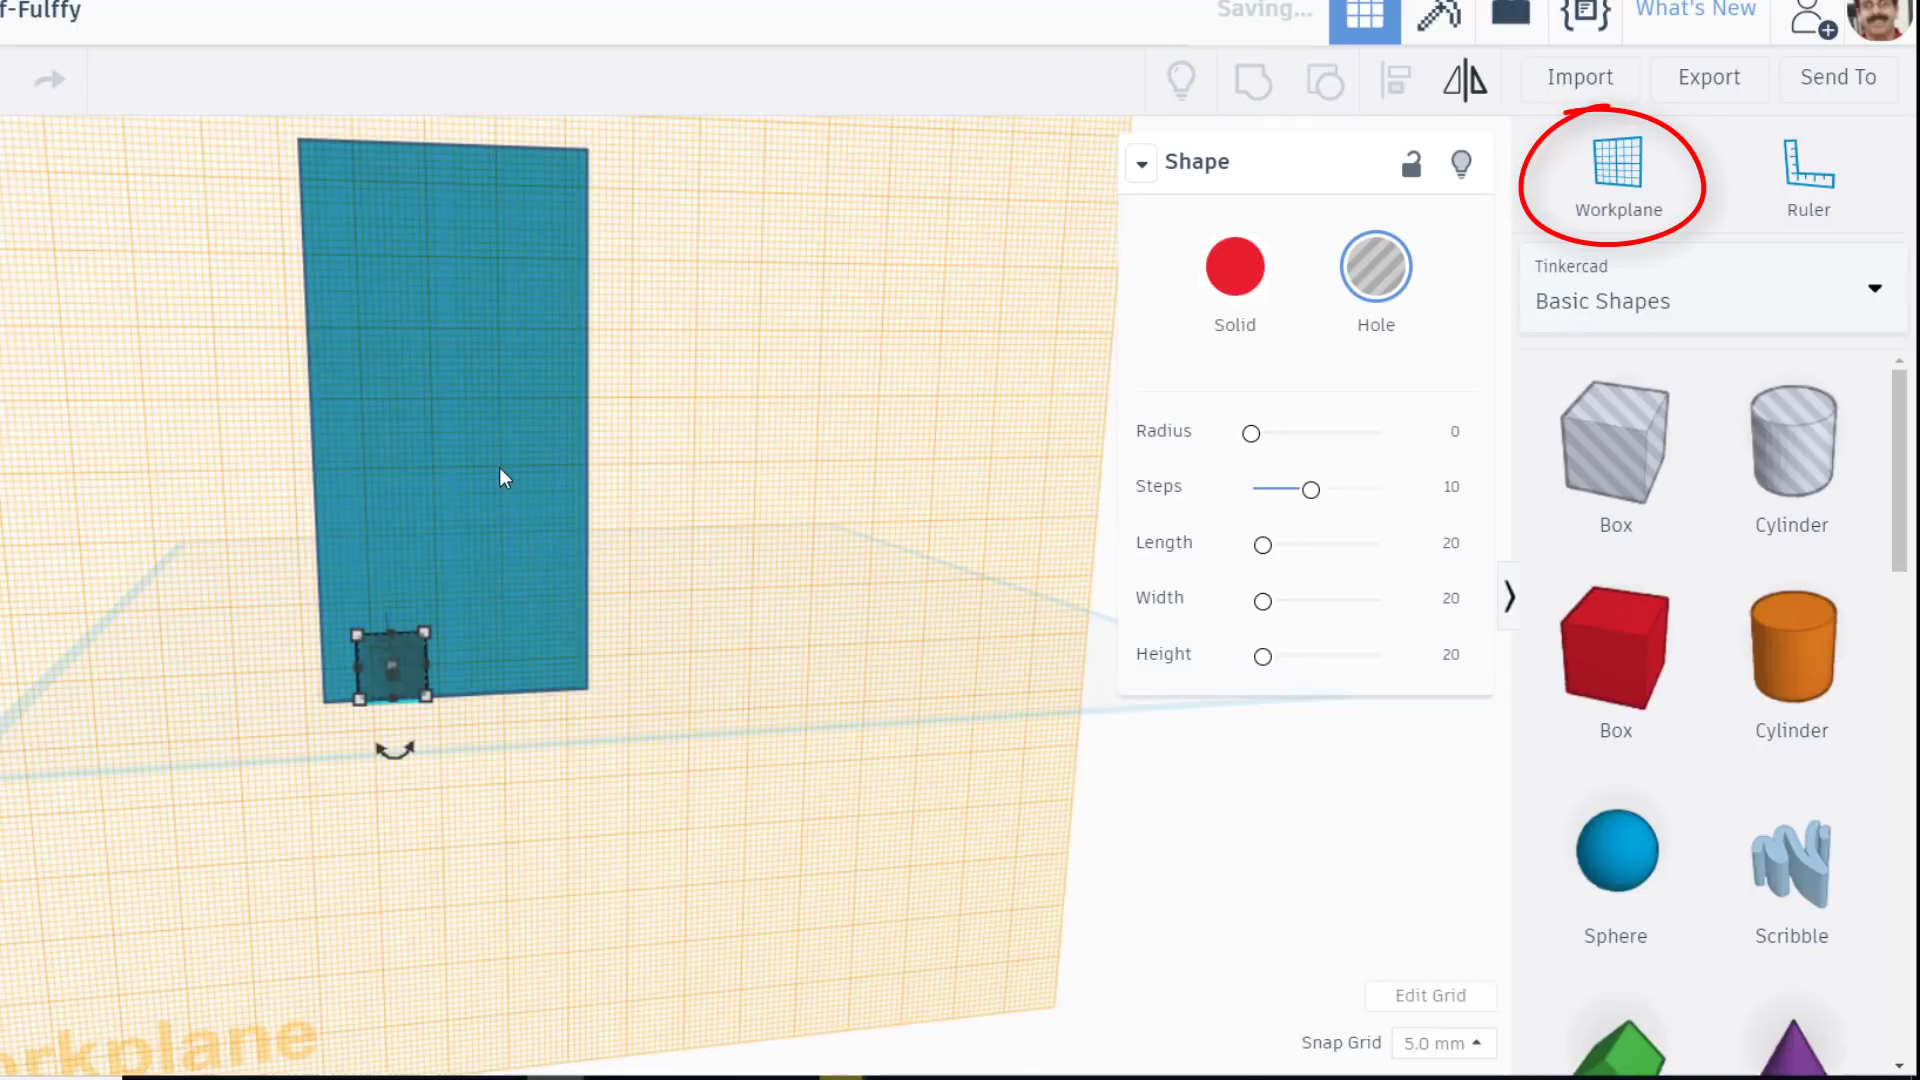 f-Fulffy
Saving...
What's New
Import
Export
Send To
Shape
Workplane
Ruler
Solid
Hole
Tinkercad
Basic Shapes
Radius
0
Steps
10
Length
20
Width
20
Height
20
Box
Cylinder
Box
Cylinder
Sphere
Scribble
Edit Grid
Snap Grid
5.0 mm
orkplane